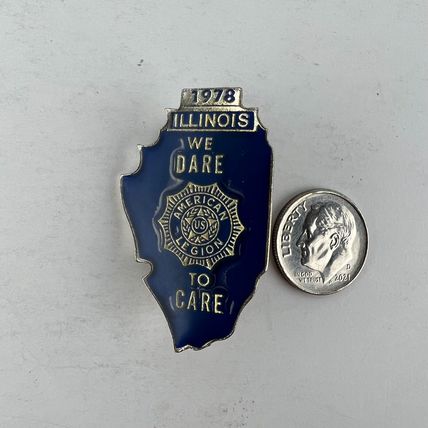 1978
ILLINOIS
WE
DARE
AMERICAN
US
LEGION
TO
CARE
LIBERTY
IN GOD
WE TRUST
D
2021